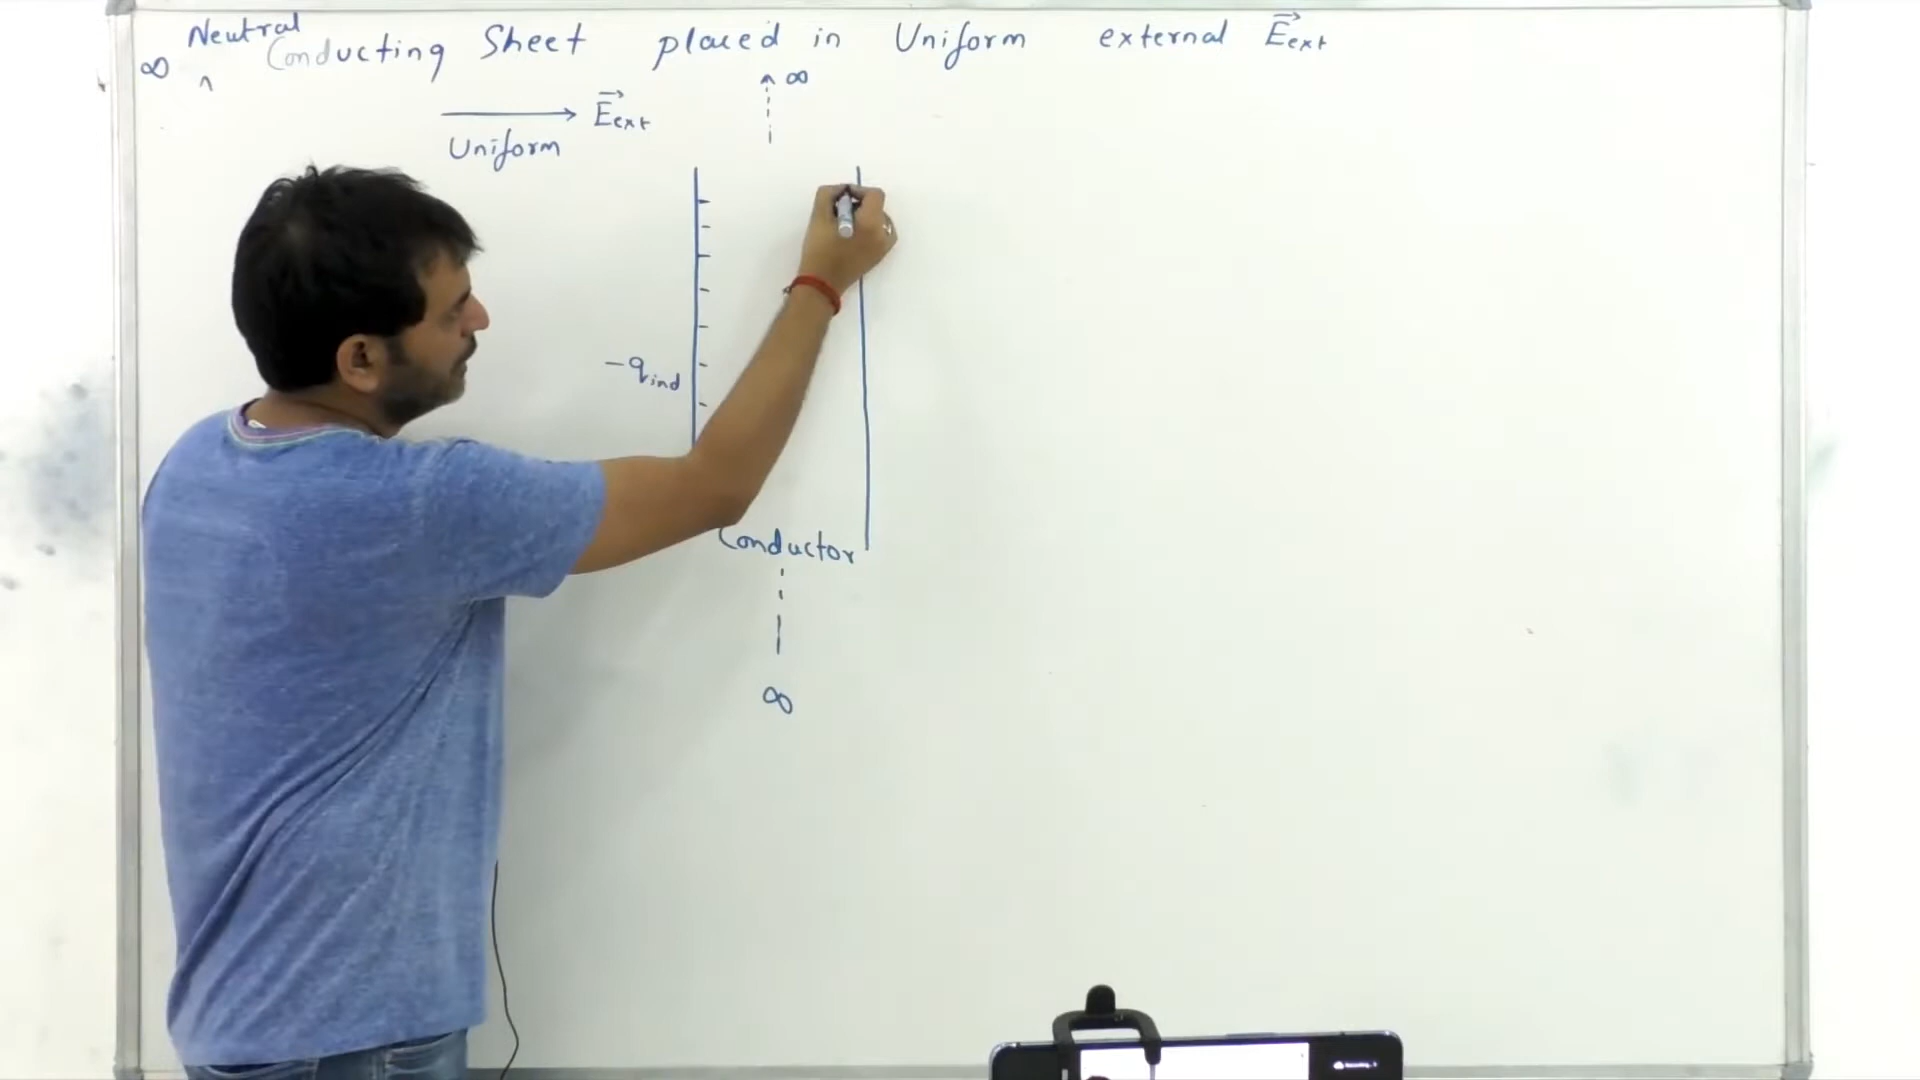 ∞ Neutral Conducting Sheet placed in Uniform external E⃗ext
^
∞
E⃗ext
Uniform
-qind
Conductor
∞